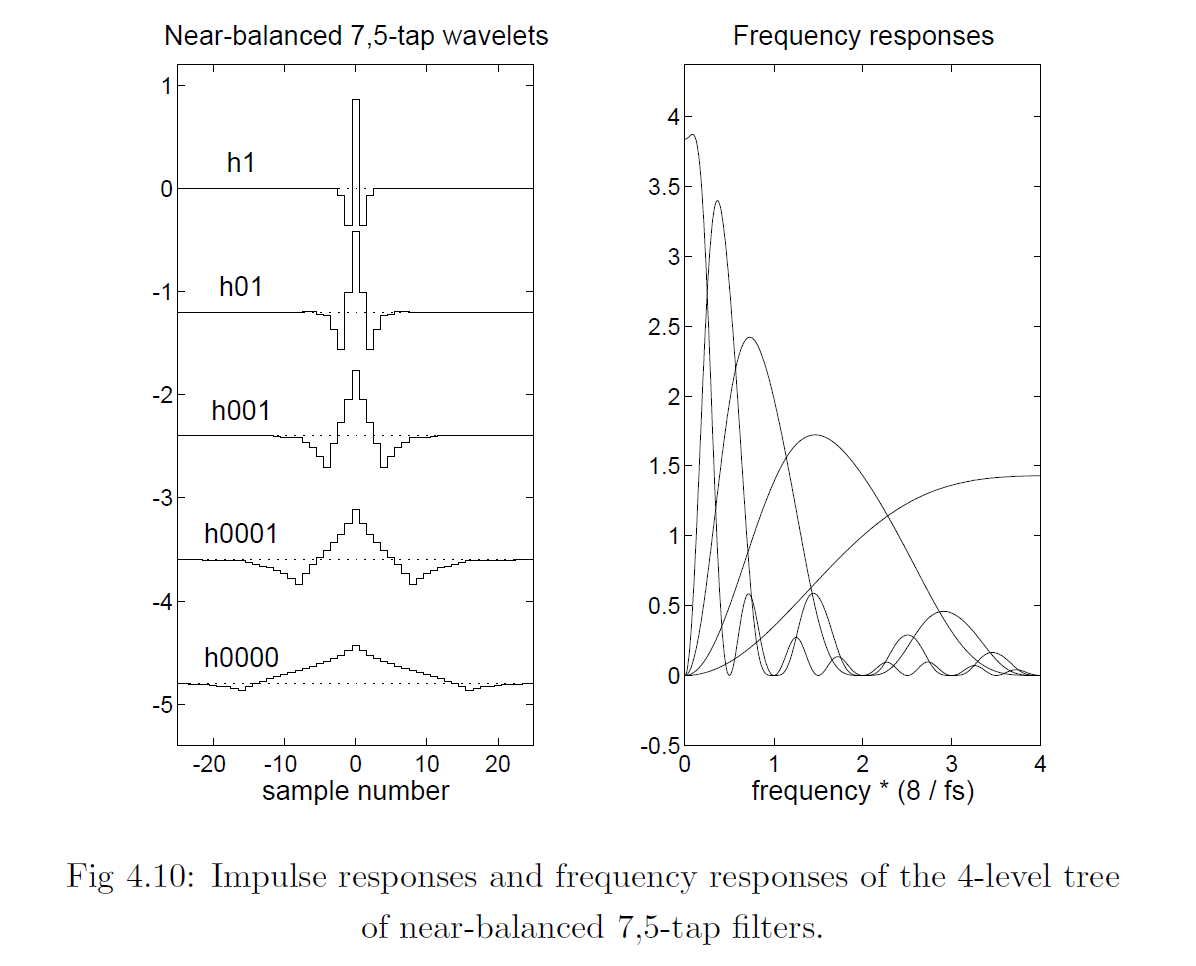 Near-balanced 7,5-tap wavelets
1
0
-1
-2
-3
-4
-5
h1
h01
h001
h0001
h0000
-20 -10 0 10 20
sample number
Frequency responses
4
3.5
3
2.5
2
1.5
1
0.5
0
-0.5
0 1 2 3 4
frequency * (8 / fs)
Fig 4.10: Impulse responses and frequency responses of the 4-level tree
of near-balanced 7,5-tap filters.